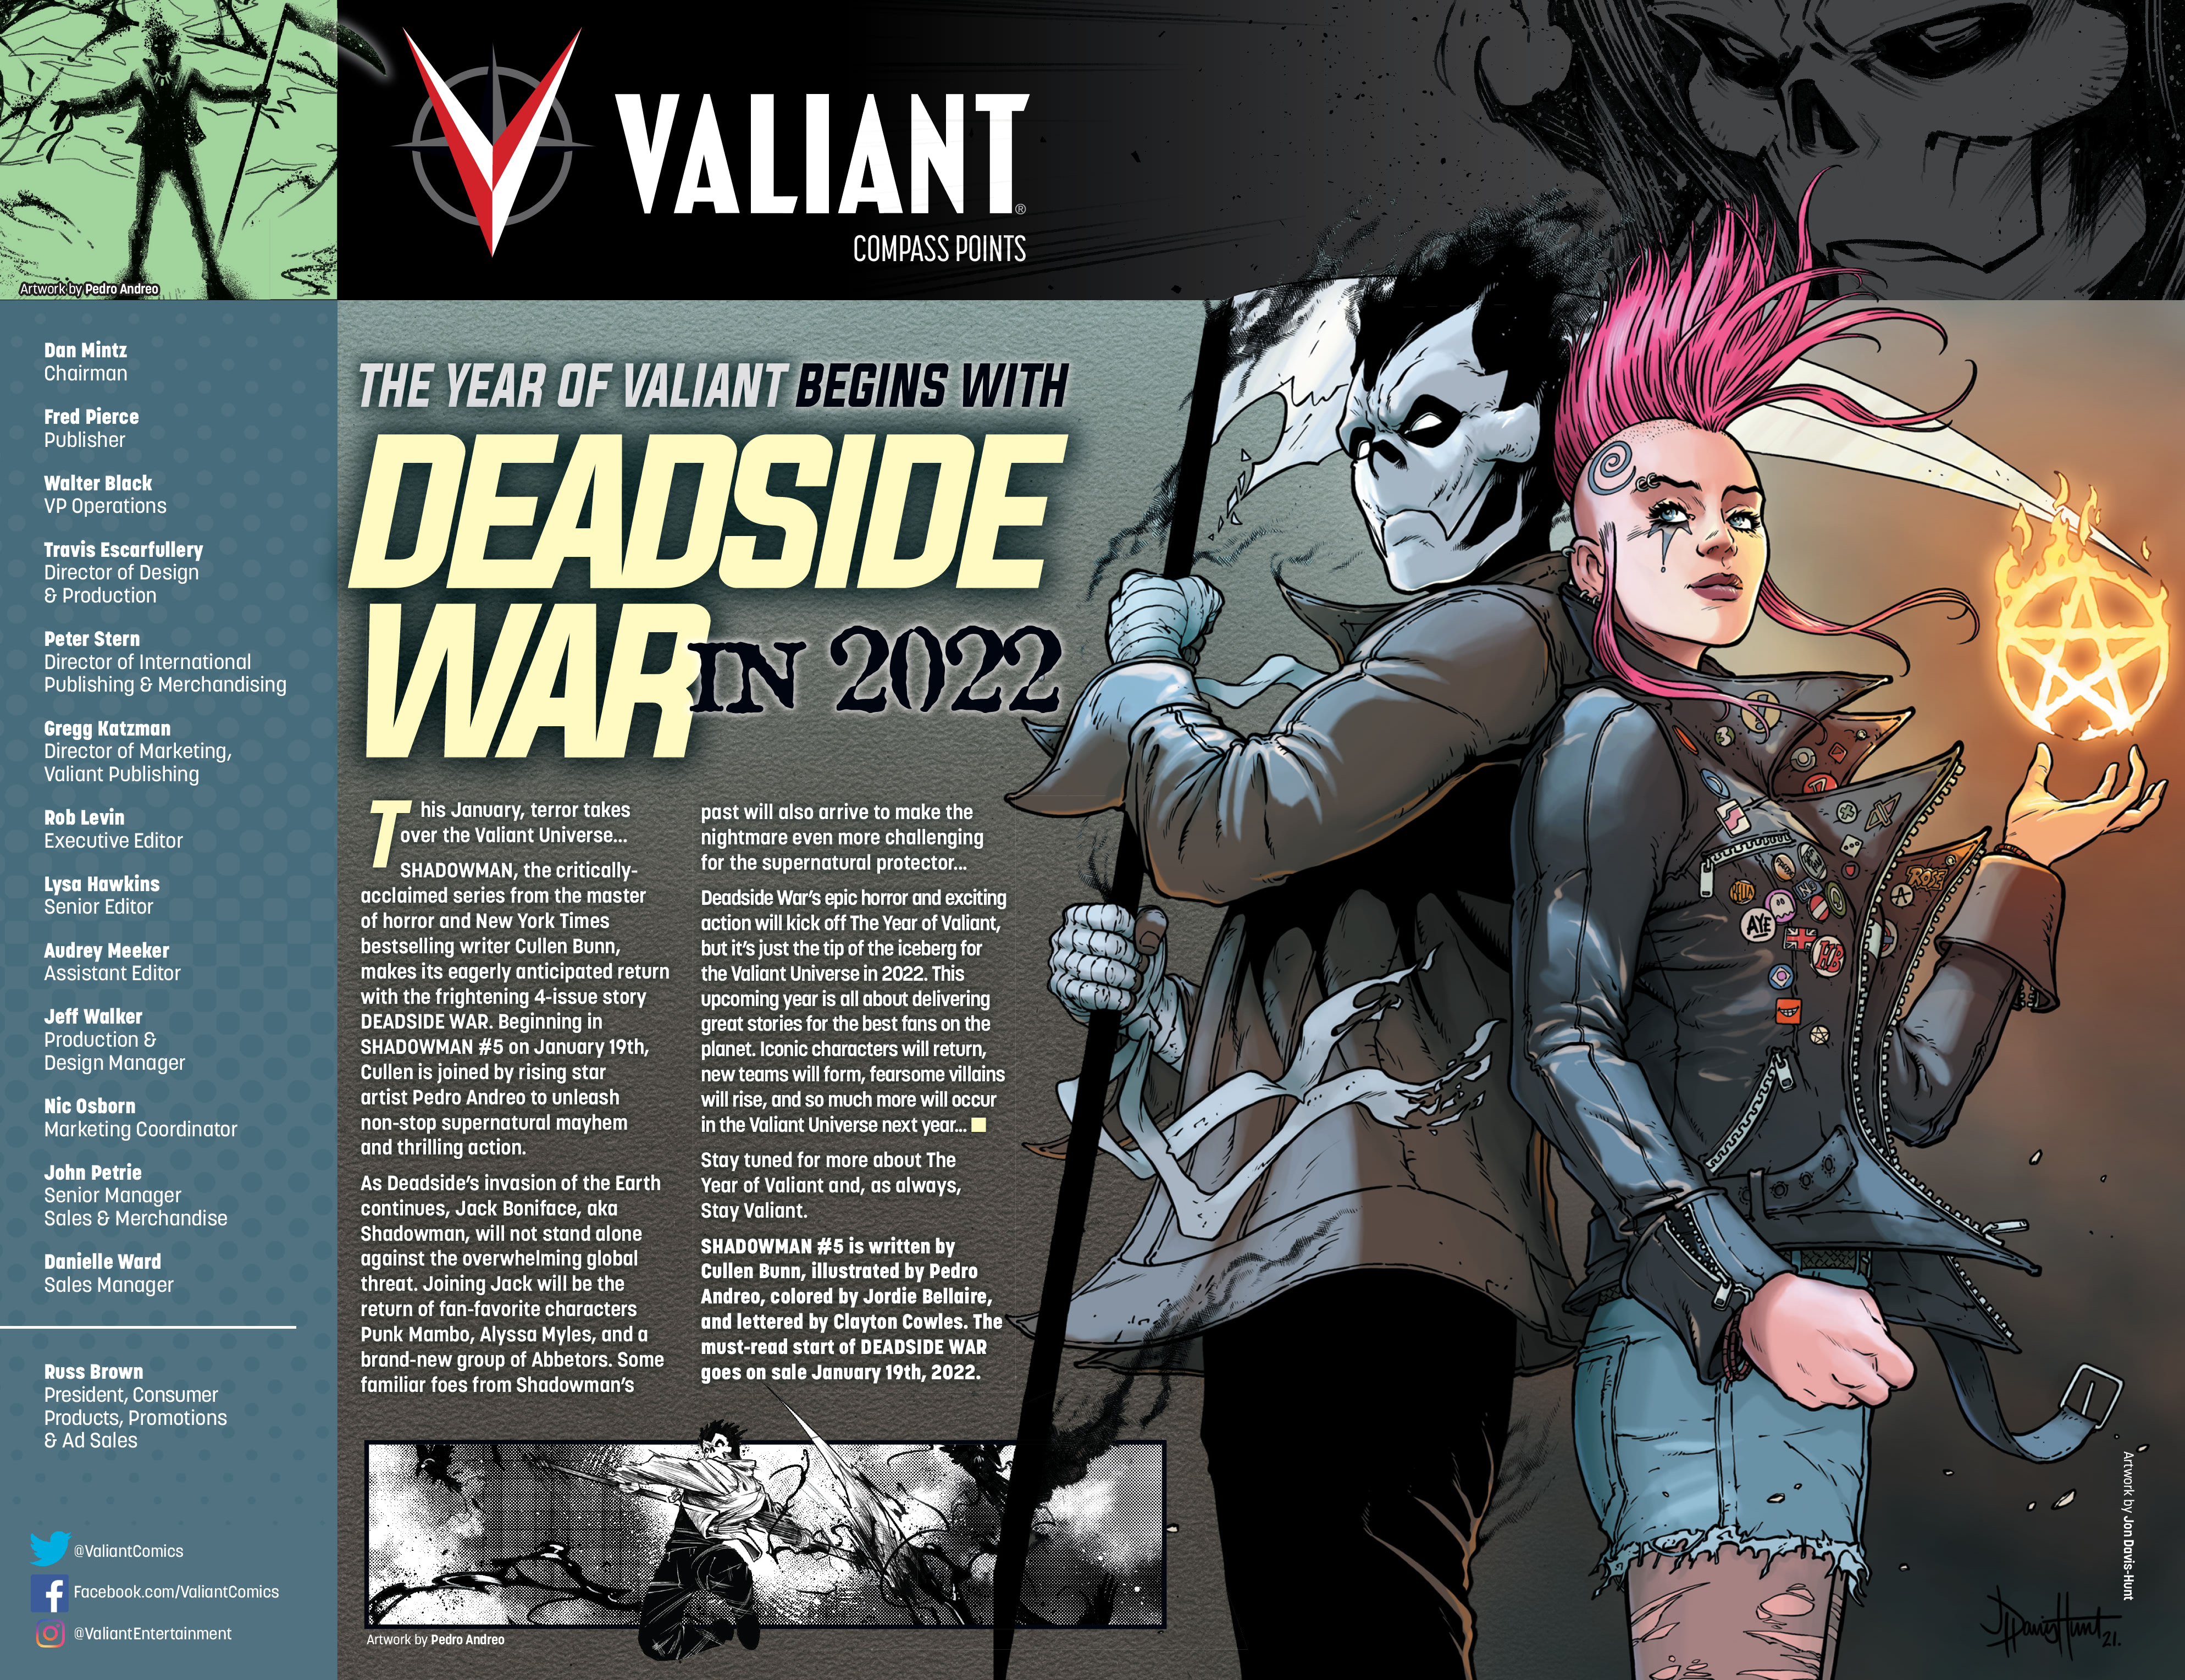 Artwork by Pedro Andreo
VALIANT®
COMPASS POINTS
Dan Mintz
Chairman
Fred Pierce
Publisher
Walter Black
VP Operations
Travis Escarfullery
Director of Design
& Production
Peter Stern
Director of International
Publishing & Merchandising
Gregg Katzman
Director of Marketing,
Valiant Publishing
Rob Levin
Executive Editor
Lysa Hawkins
Senior Editor
Audrey Meeker
Assistant Editor
Jeff Walker
Production &
Design Manager
Nic Osborn
Marketing Coordinator
John Petrie
Senior Manager
Sales & Merchandise
Danielle Ward
Sales Manager
Russ Brown
President, Consumer
Products, Promotions
& Ad Sales
@ValiantComics
Facebook.com/ValiantComics
@ValiantEntertainment
THE YEAR OF VALIANT BEGINS WITH
DEADSIDE
WAR IN 2022
This January, terror takes
over the Valiant Universe...
SHADOWMAN, the critically-
acclaimed series from the master
of horror and New York Times
bestselling writer Cullen Bunn,
makes its eagerly anticipated return
with the frightening 4-issue story
DEADSIDE WAR. Beginning in
SHADOWMAN #5 on January 19th,
Cullen is joined by rising star
artist Pedro Andreo to unleash
non-stop supernatural mayhem
and thrilling action.
As Deadside's invasion of the Earth
continues, Jack Boniface, aka
Shadowman, will not stand alone
against the overwhelming global
threat. Joining Jack will be the
return of fan-favorite characters
Punk Mambo, Alyssa Myles, and a
brand-new group of Abbetors. Some
familiar foes from Shadowman's
past will also arrive to make the
nightmare even more challenging
for the supernatural protector...
Deadside War's epic horror and exciting
action will kick off The Year of Valiant,
but it's just the tip of the iceberg for
the Valiant Universe in 2022. This
upcoming year is all about delivering
great stories for the best fans on the
planet. Iconic characters will return,
new teams will form, fearsome villains
will rise, and so much more will occur
in the Valiant Universe next year...
Stay tuned for more about The
Year of Valiant and, as always,
Stay Valiant.
SHADOWMAN #5 is written by
Cullen Bunn, illustrated by Pedro
Andreo, colored by Jordie Bellaire,
and lettered by Clayton Cowles. The
must-read start of DEADSIDE WAR
goes on sale January 19th, 2022.
Artwork by Pedro Andreo
ROSE
AYE
HB
Artwork by Jon Davis-Hunt
JDavisHunt 21.